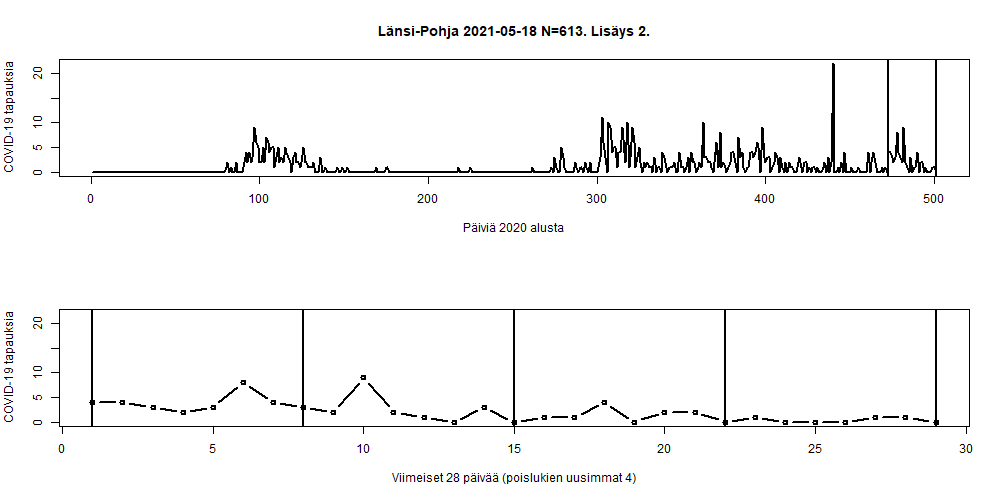 Länsi-Pohja 2021-05-18 N=613. Lisäys 2.
COVID-19 tapauksia
0 5 10 20
0 100 200 300 400 500
Päiviä 2020 alusta
COVID-19 tapauksia
0 5 10 20
0 5 10 15 20 25 30
Viimeiset 28 päivää (poislukien uusimmat 4)